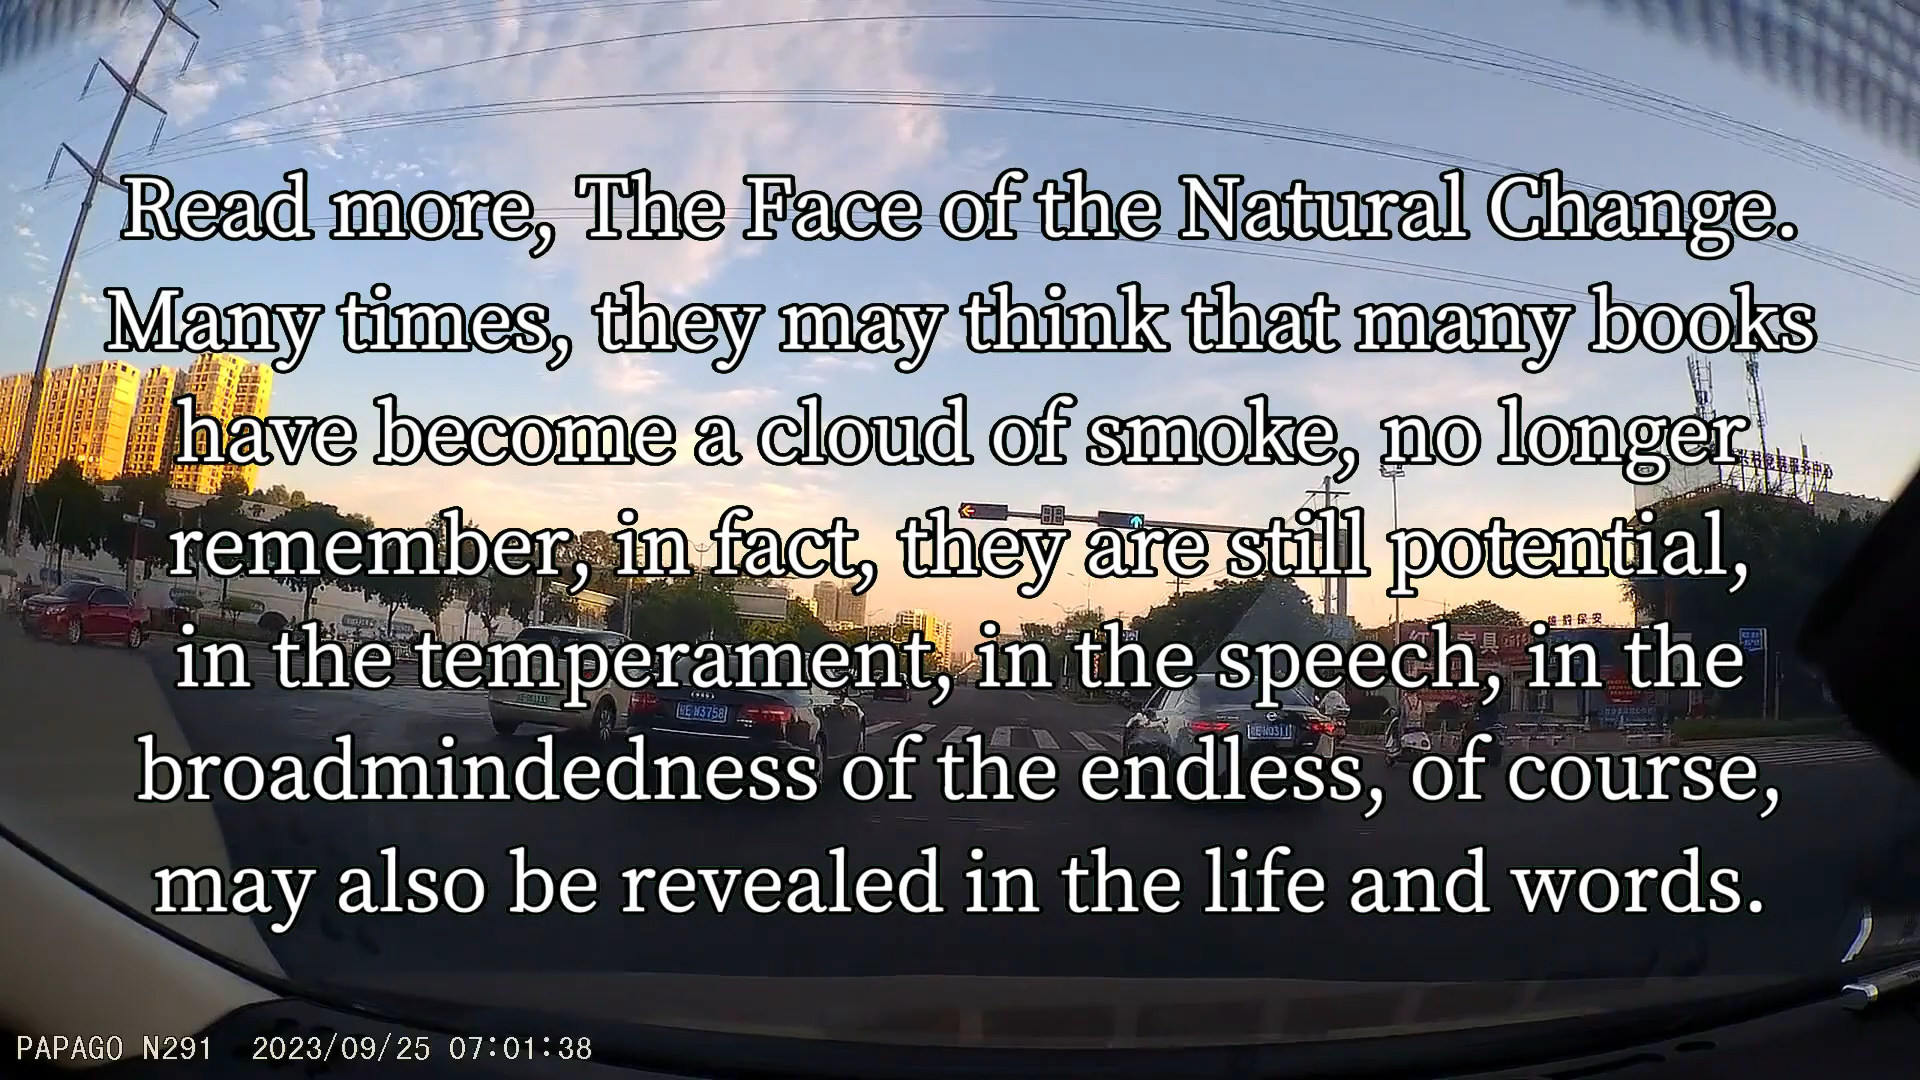 Read more, The Face of the Natural Change.
Many times, they may think that many books
have become a cloud of smoke, no longer
remember, in fact, they are still potential,
in the temperament, in the speech, in the
broadmindedness of the endless, of course,
may also be revealed in the life and words.
W3758
PAPAGO N291 2023/09/25 07:01:38